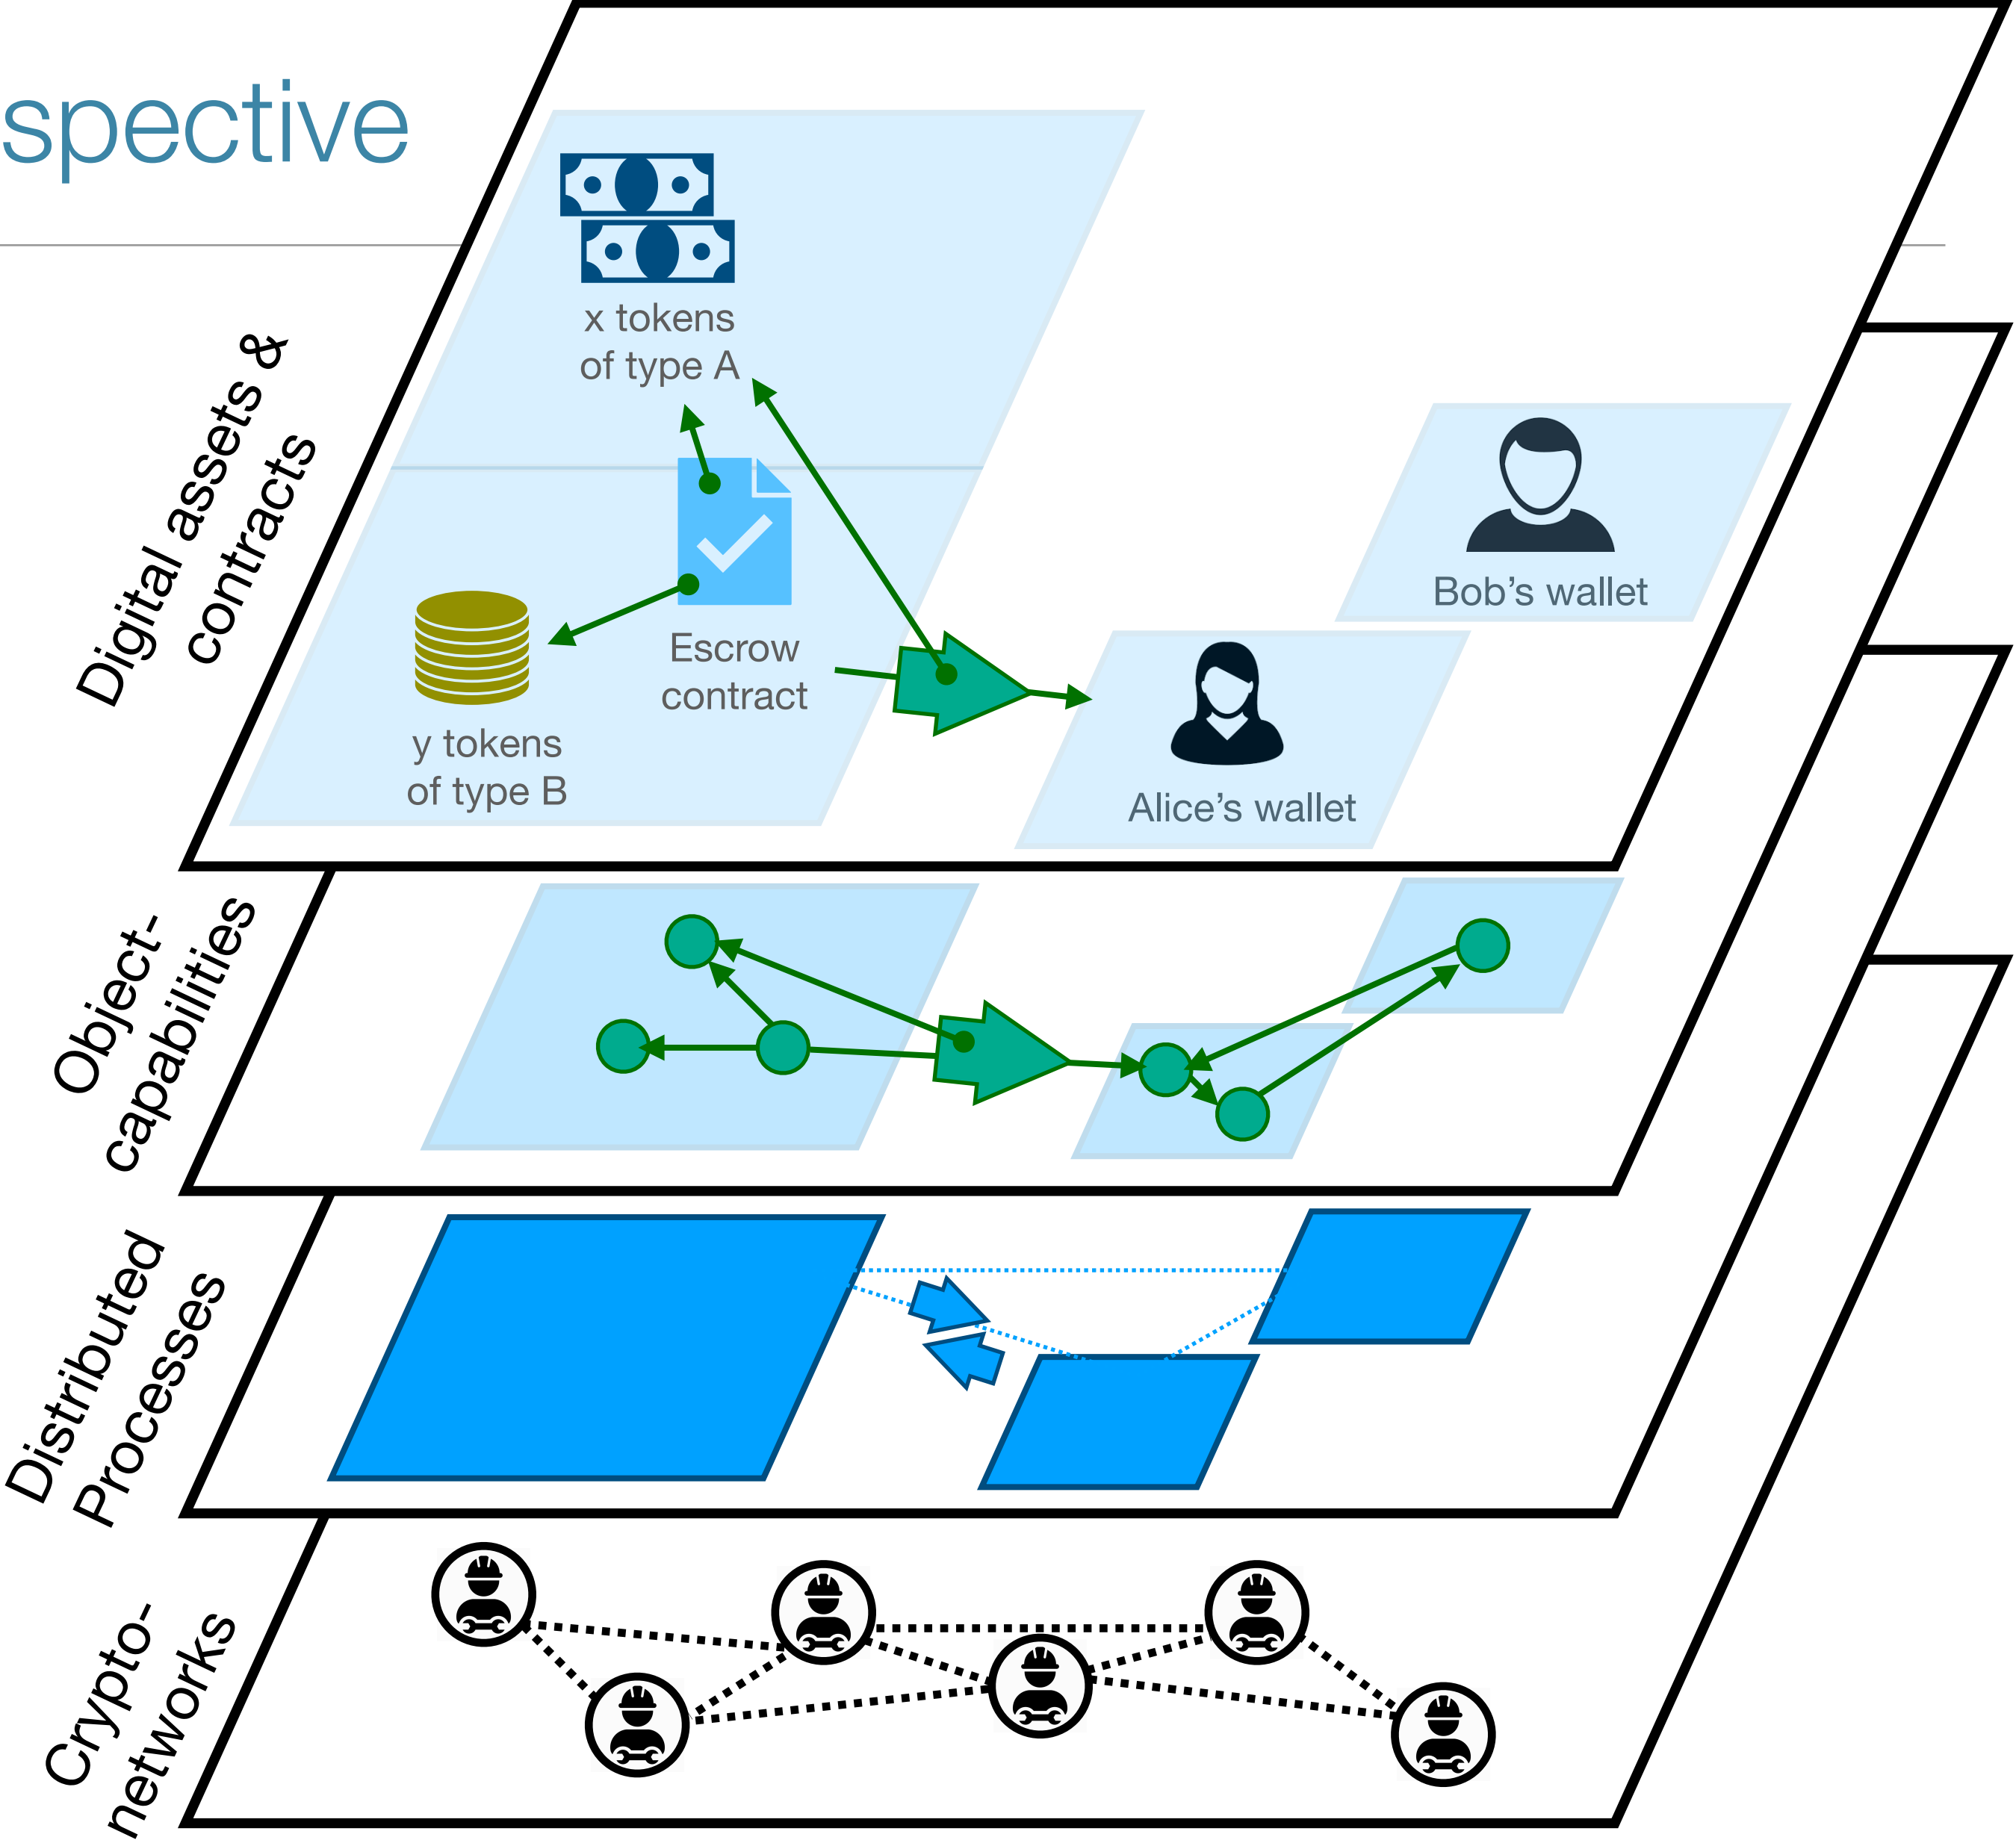 spective
Digital assets &
contracts
x tokens
of type A
Escrow
contract
y tokens
of type B
Bob’s wallet
Alice’s wallet
Object-
capabilities
Distributed
Processes
Crypto-
networks